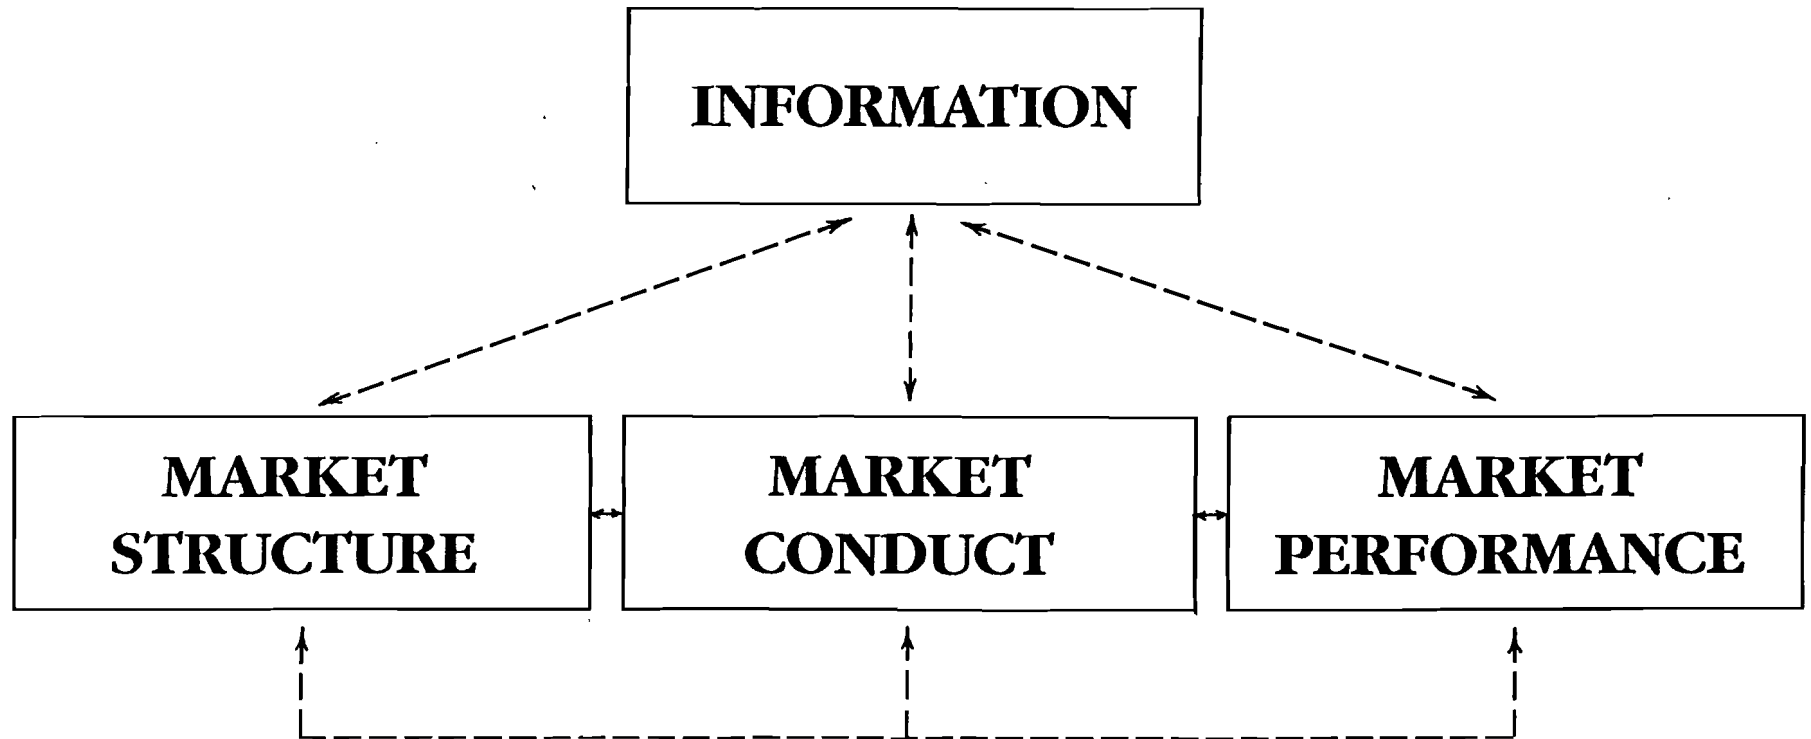 INFORMATION
MARKET
STRUCTURE
MARKET
CONDUCT
MARKET
PERFORMANCE